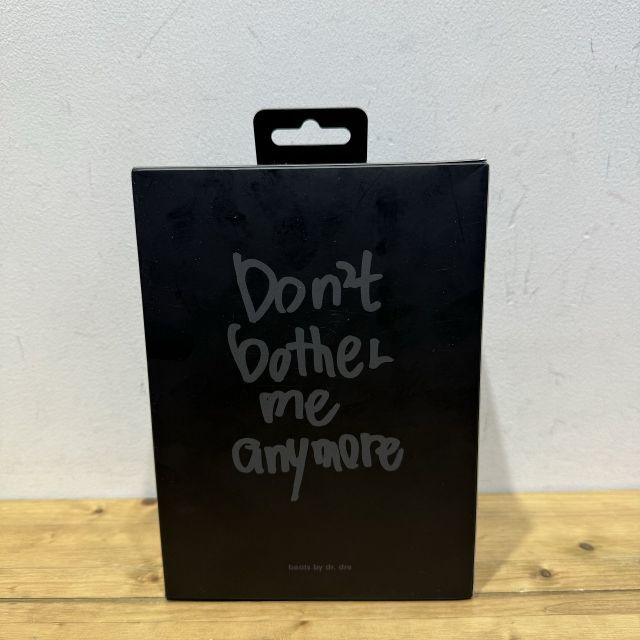 Don't
bother
me
anymore
beats by dr. dre